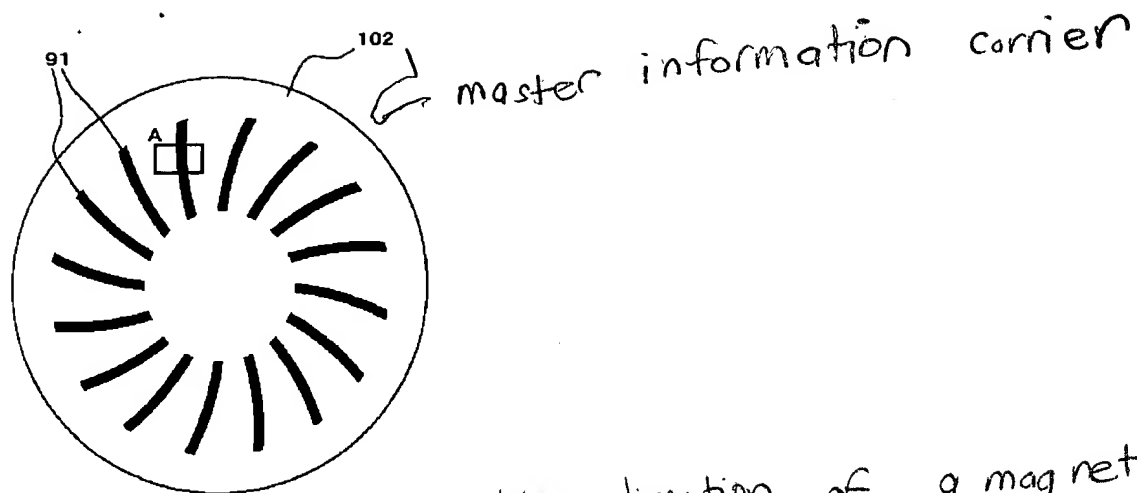 102
91
master information carrier
A
direction of a magnet